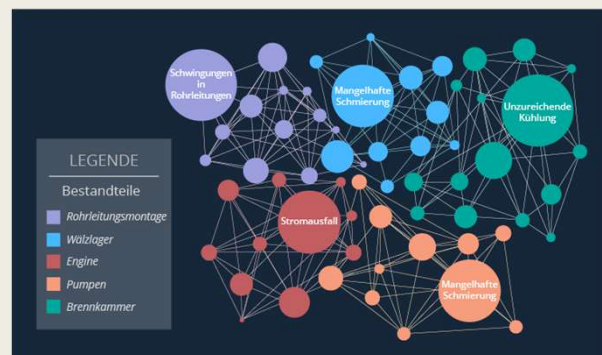 Schwingungen
in
Rohrleitungen
Mangelhafte
Schmierung
Unzureichende
Kühlung
LEGENDE
Bestandteile
Rohrleitungsmontage
Wälzlager
Engine
Pumpen
Brennkammer
Stromausfall
Mangelhafte
Schmierung